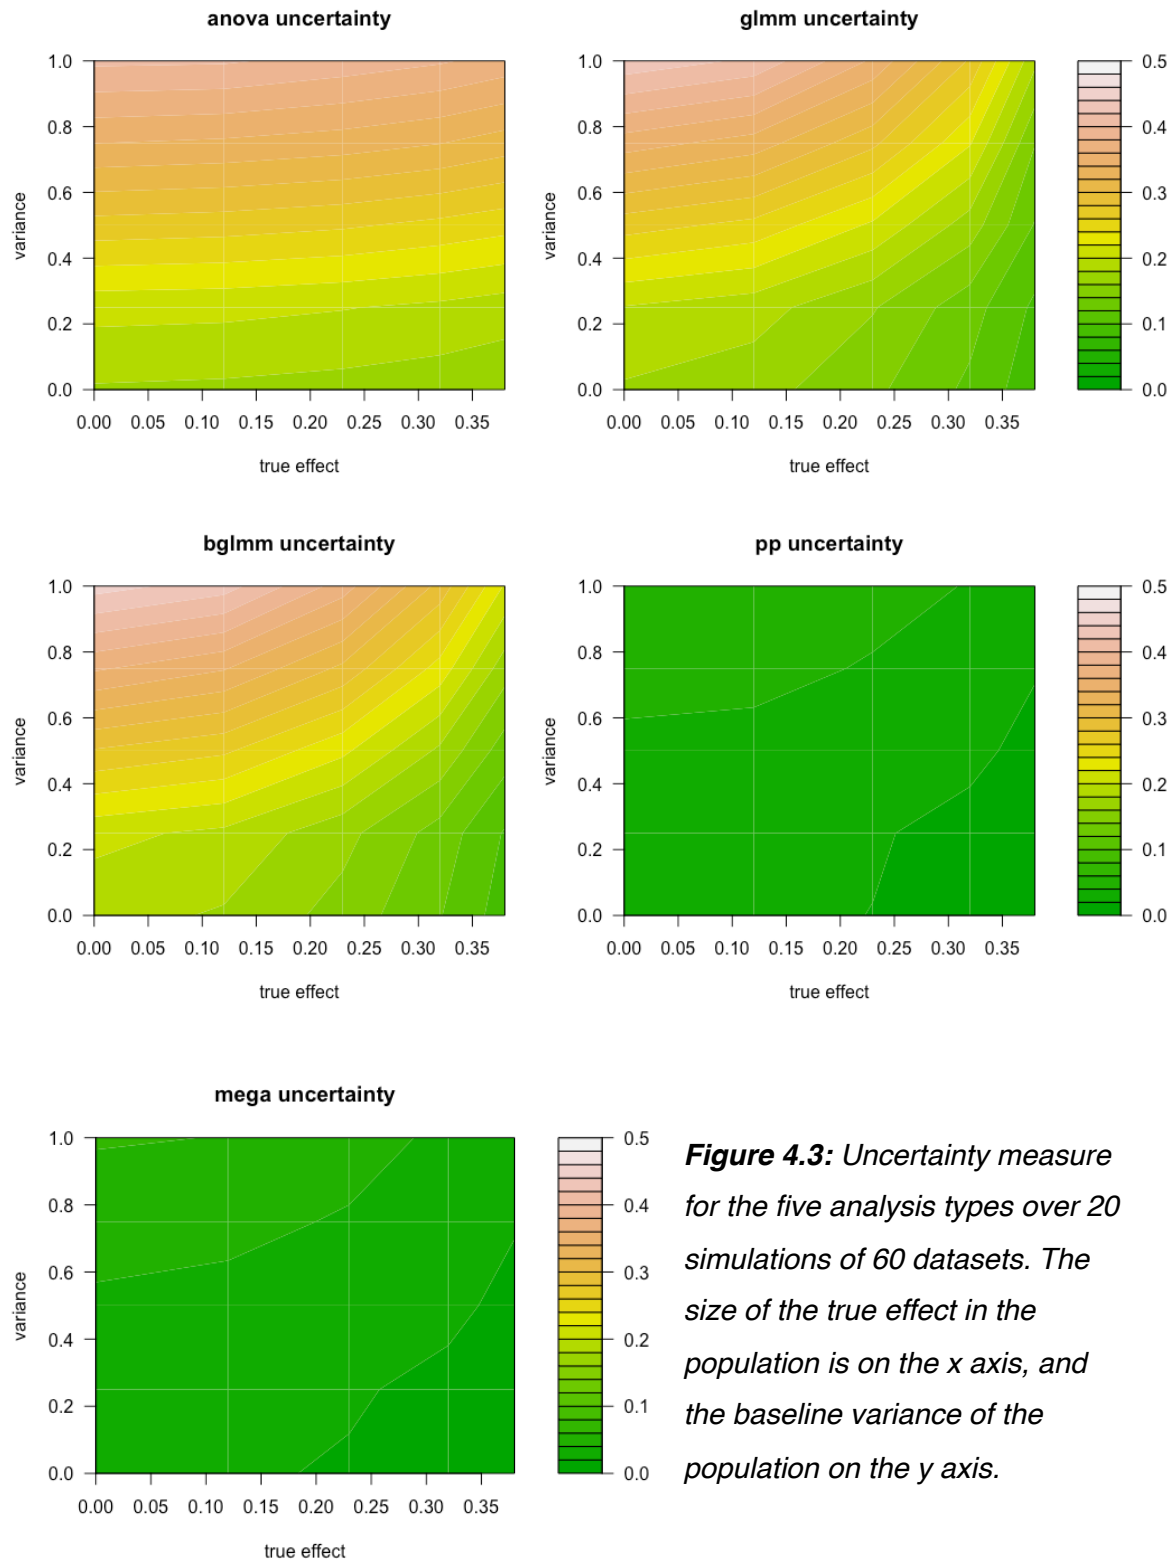 anova uncertainty
1.0
0.8
0.6
0.4
0.2
0.0
variance
0.00 0.05 0.10 0.15 0.20 0.25 0.30 0.35
true effect
glmm uncertainty
1.0
0.8
0.6
0.4
0.2
0.0
variance
0.00 0.05 0.10 0.15 0.20 0.25 0.30 0.35
true effect
0.5
0.4
0.3
0.2
0.1
0.0
bglmm uncertainty
1.0
0.8
0.6
0.4
0.2
0.0
variance
0.00 0.05 0.10 0.15 0.20 0.25 0.30 0.35
true effect
pp uncertainty
1.0
0.8
0.6
0.4
0.2
0.0
variance
0.00 0.05 0.10 0.15 0.20 0.25 0.30 0.35
true effect
0.5
0.4
0.3
0.2
0.1
0.0
mega uncertainty
1.0
0.8
0.6
0.4
0.2
0.0
variance
0.00 0.05 0.10 0.15 0.20 0.25 0.30 0.35
true effect
0.5
0.4
0.3
0.2
0.1
0.0
Figure 4.3: Uncertainty measure
for the five analysis types over 20
simulations of 60 datasets. The
size of the true effect in the
population is on the x axis, and
the baseline variance of the
population on the y axis.